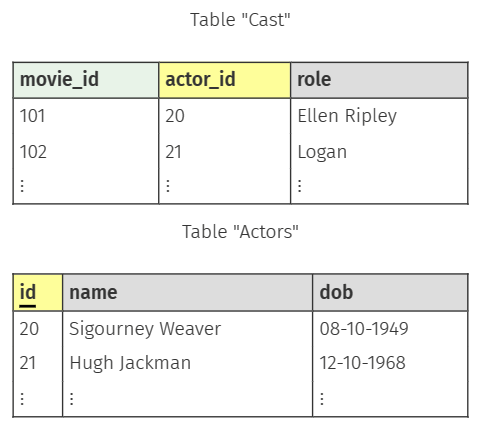 Table "Cast"
movie_id actor_id role
101 20 Ellen Ripley
102 21 Logan
⋮ ⋮ ⋮
Table "Actors"
id name dob
20 Sigourney Weaver 08-10-1949
21 Hugh Jackman 12-10-1968
⋮ ⋮ ⋮